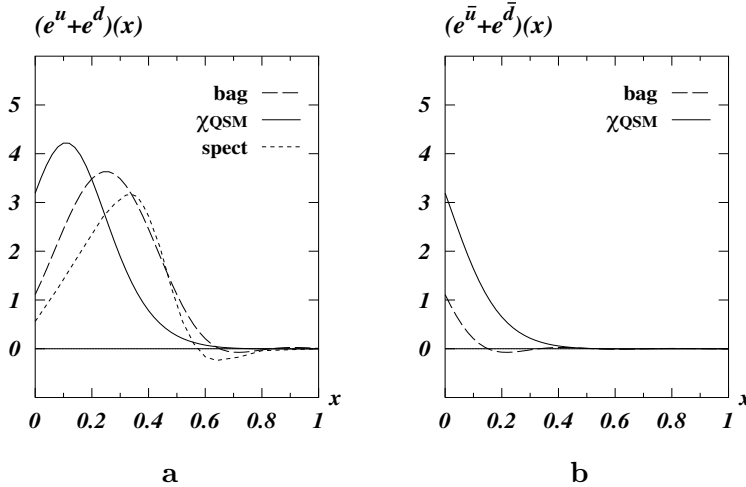 (e^u+e^d)(x)
5
4
3
2
1
0
bag
χQSM
spect
0 0.2 0.4 0.6 0.8 1
x
a
(e^ū+e^d̄)(x)
5
4
3
2
1
0
bag
χQSM
0 0.2 0.4 0.6 0.8 1
x
b